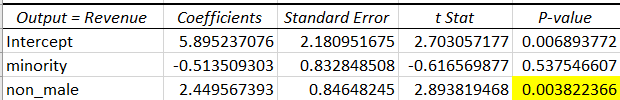 Output = Revenue Coefficients Standard Error t Stat P-value
Intercept 5.895237076 2.180951675 2.703057177 0.006893772
minority -0.513509303 0.832848508 -0.616569877 0.537546607
non_male 2.449567393 0.84648245 2.893819468 0.003822366